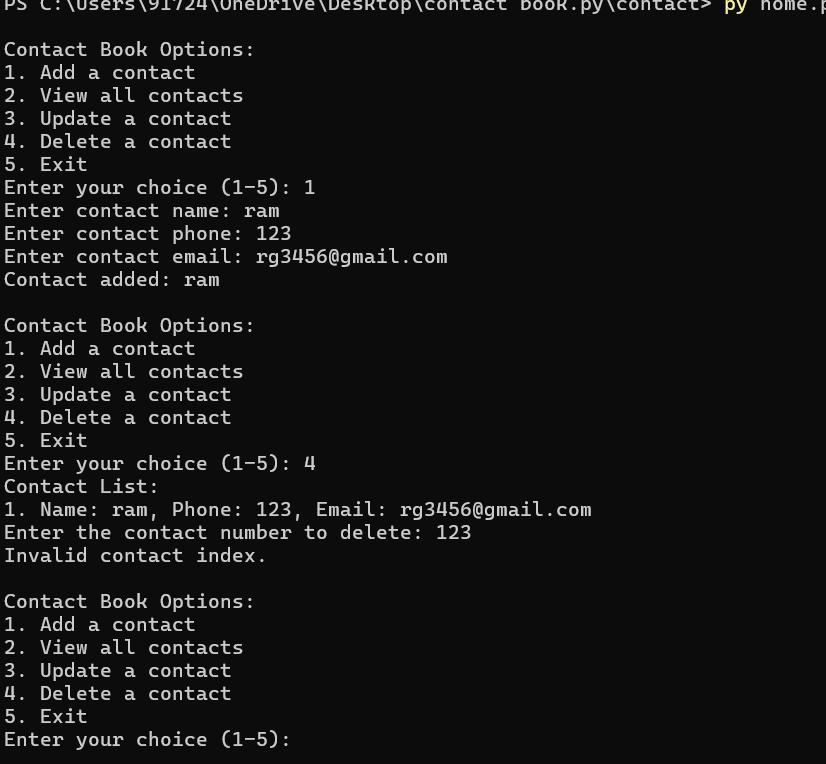 PS C:\Users\91724\OneDrive\Desktop\contact book.py\contact> py
Contact Book Options:
1. Add a contact
2. View all contacts
3. Update a contact
4. Delete a contact
5. Exit
Enter your choice (1-5): 1
Enter contact name: ram
Enter contact phone: 123
Enter contact email: rg3456@gmail.com
Contact added: ram
Contact Book Options:
1. Add a contact
2. View all contacts
3. Update a contact
4. Delete a contact
5. Exit
Enter your choice (1-5): 4
Contact List:
1. Name: ram, Phone: 123, Email: rg3456@gmail.com
Enter the contact number to delete: 123
Invalid contact index.
Contact Book Options:
1. Add a contact
2. View all contacts
3. Update a contact
4. Delete a contact
5. Exit
Enter your choice (1-5):